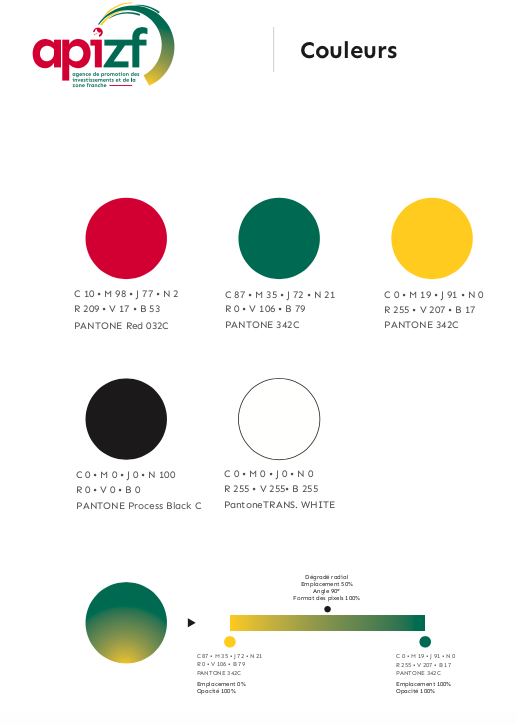 apizf
agence de promotion des
investissements et de la
zone franche
Couleurs
C 10 • M 98 • J 77 • N 2
R 209 • V 17 • B 53
PANTONE Red 032C
C 87 • M 35 • J 72 • N 21
R 0 • V 106 • B 79
PANTONE 342C
C 0 • M 19 • J 91 • N 0
R 255 • V 207 • B 17
PANTONE 342C
C 0 • M 0 • J 0 • N 100
R 0 • V 0 • B 0
PANTONE Process Black C
C 0 • M 0 • J 0 • N 0
R 255 • V 255• B 255
PantoneTRANS. WHITE
Dégradé radial
Emplacement 50%
Angle 90°
Format des pixels 100%
C 87 • M 35 • J 72 • N 21
R 0 • V 106 • B 79
PANTONE 342C
Emplacement 0%
Opacité 100%
C 0 • M 19 • J 91 • N 0
R 255 • V 207 • B 17
PANTONE 342C
Emplacement 100%
Opacité 100%